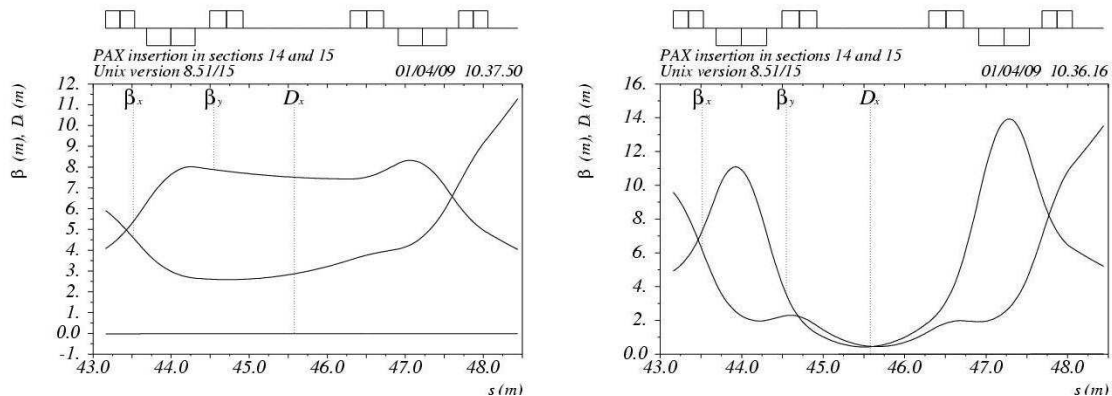 PAX insertion in sections 14 and 15
Unix version 8.51/15 01/04/09 10.37.50
βx βy Dx
β (m), D (m)
12.
11.
10.
9.
8.
7.
6.
5.
4.
3.
2.
1.
0.0
-1.
43.0 44.0 45.0 46.0 47.0 48.0
s (m)
PAX insertion in sections 14 and 15
Unix version 8.51/15 01/04/09 10.36.16
βx βy Dx
β (m), D (m)
16.
14.
12.
10.
8.
6.
4.
2.
0.0
43.0 44.0 45.0 46.0 47.0 48.0
s (m)